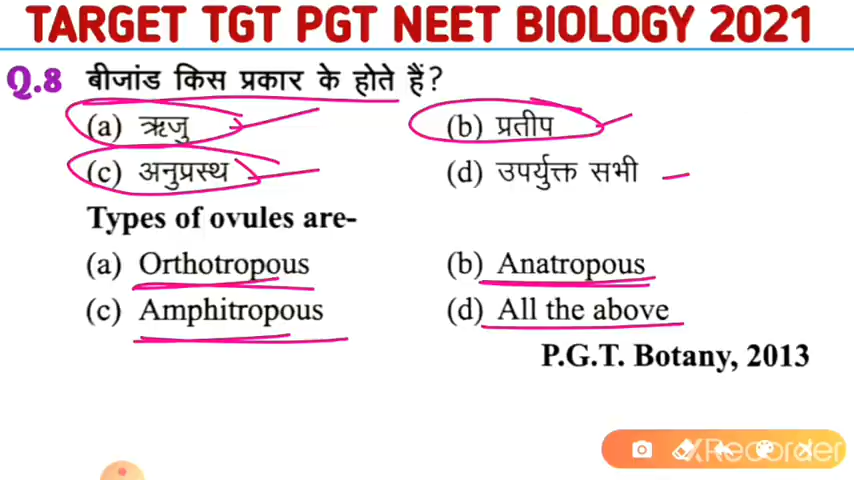 TARGET TGT PGT NEET BIOLOGY 2021
Q.8 बीजांड किस प्रकार के होते हैं?
(a) ऋजु (b) प्रतीप
(c) अनुप्रस्थ (d) उपर्युक्त सभी
Types of ovules are-
(a) Orthotropous (b) Anatropous
(c) Amphitropous (d) All the above
P.G.T. Botany, 2013
XRecorder